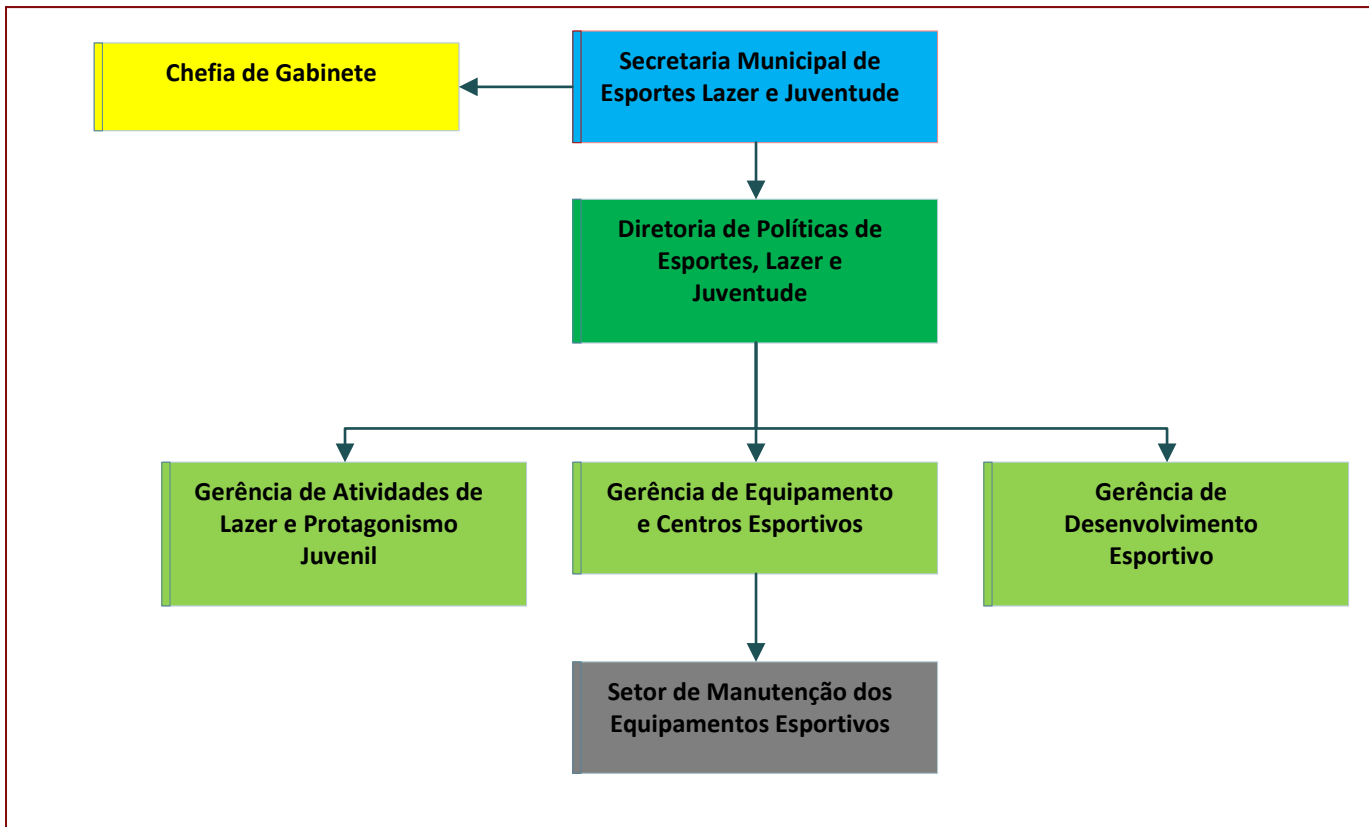 Chefia de Gabinete
Secretaria Municipal de
Esportes Lazer e Juventude
Diretoria de Políticas de
Esportes, Lazer e
Juventude
Gerência de Atividades de
Lazer e Protagonismo
Juvenil
Gerência de Equipamento
e Centros Esportivos
Gerência de
Desenvolvimento
Esportivo
Setor de Manutenção dos
Equipamentos Esportivos